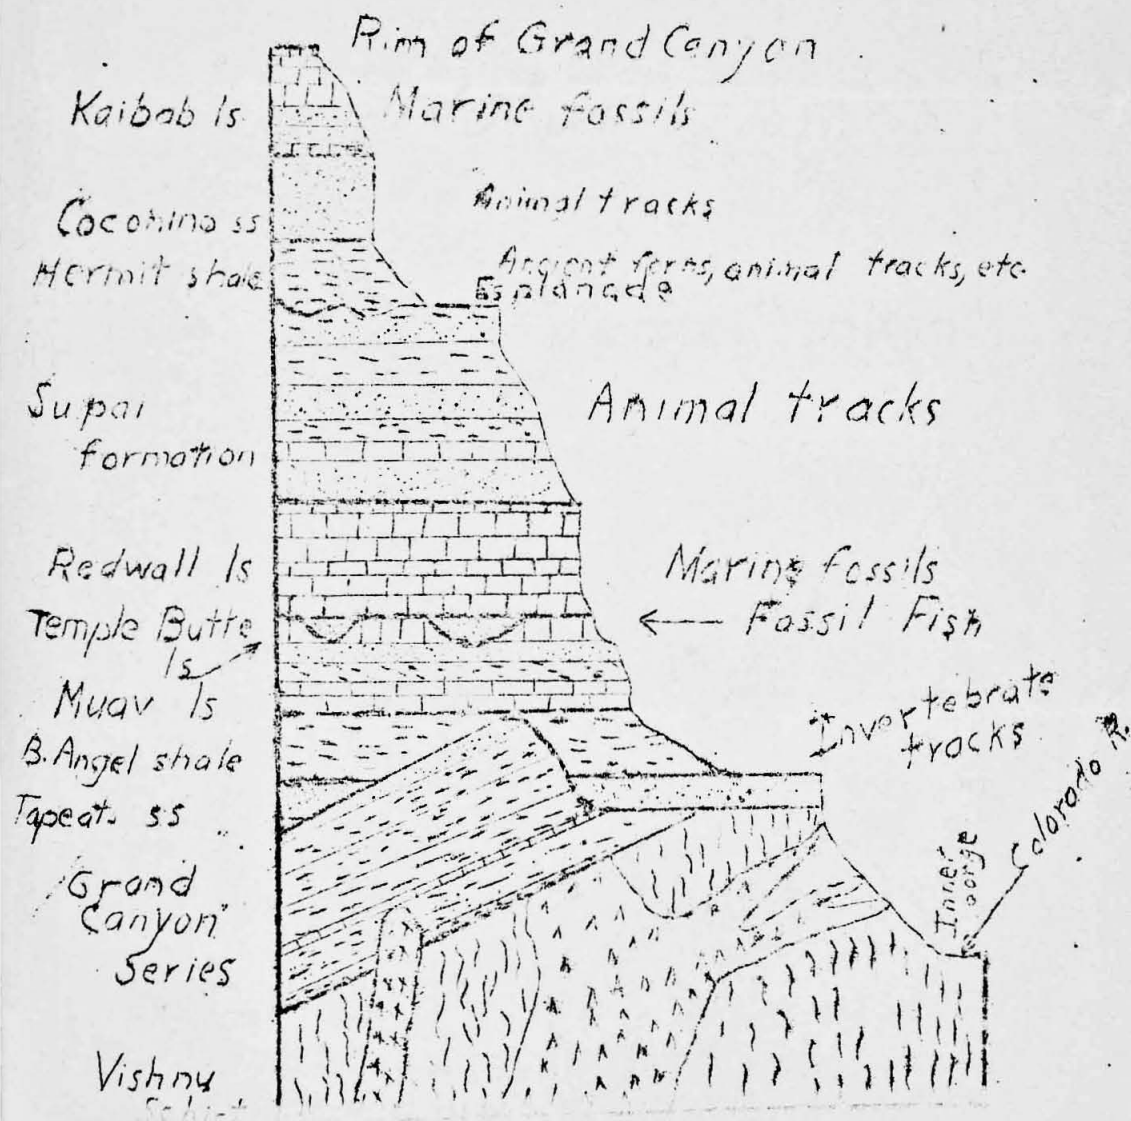 Rim of Grand Canyon
Kaibab ls
Marine fossils
Animal tracks
Cocohino ss
Ancient ferns, animal tracks, etc
Hermit shale
Esplanade
Supai
formation
Animal tracks
Redwall ls
Marine fossils
Temple Butte
ls
Fossil Fish
Muav ls
Invertebrate
tracks
B. Angel shale
Tapeats ss
Colorado R.
Inner
Gorge
Grand
Canyon
Series
Vishnu
Schist